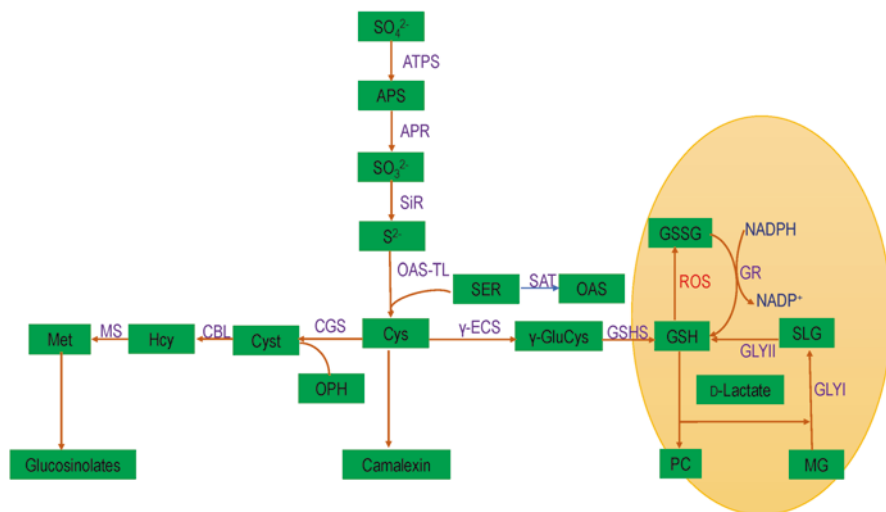 SO₄²⁻
ATPS
APS
APR
SO₃²⁻
SiR
S²⁻
OAS-TL
SER
SAT
OAS
GSSG
NADPH
ROS
GR
NADP⁺
Met
MS
Hcy
CBL
Cyst
CGS
Cys
γ-ECS
γ-GluCys
GSHS
GSH
GLYII
SLG
OPH
D-Lactate
GLYI
Glucosinolates
Camalexin
PC
MG